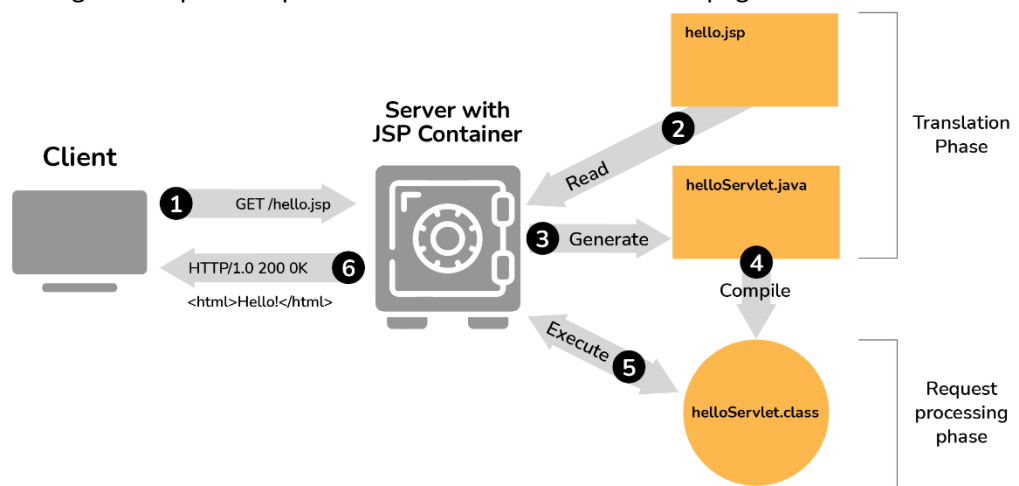 hello.jsp
Server with
JSP Container
2
Translation
Phase
Client
Read
helloServlet.java
1
GET /hello.jsp
3
Generate
4
HTTP/1.0 200 0K
6
Compile
<html>Hello!</html>
Execute
5
helloServlet.class
Request
processing
phase